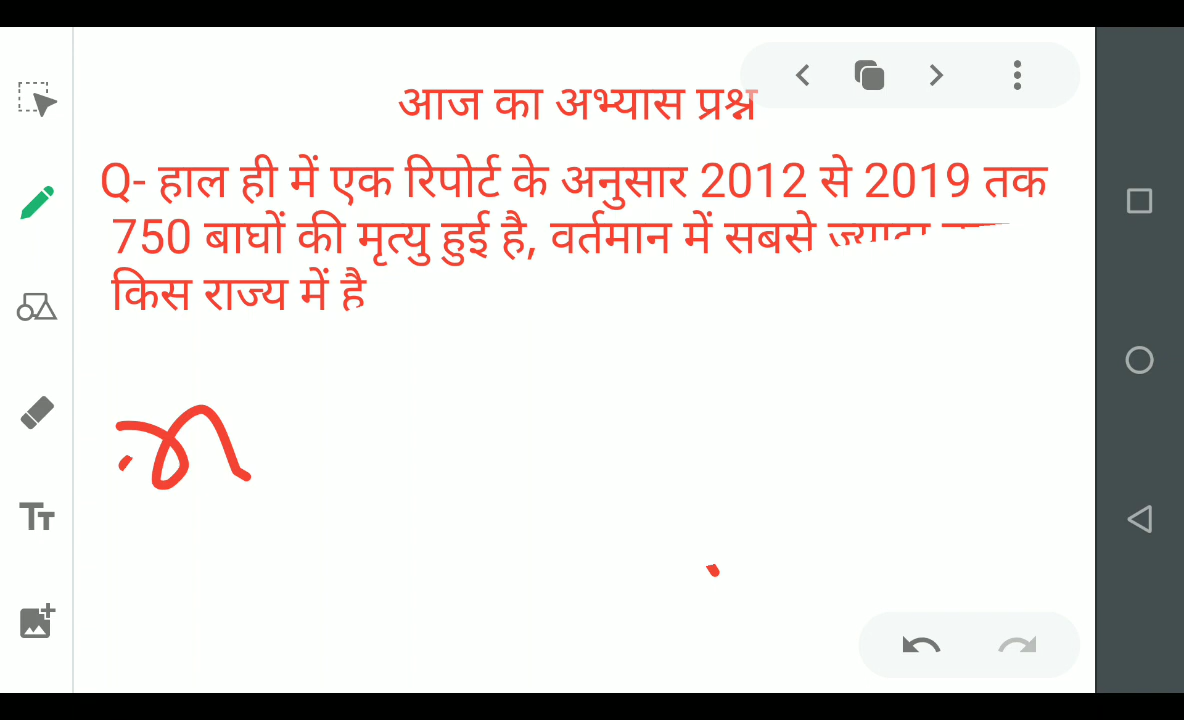 आज का अभ्यास प्रश्न
Q- हाल ही में एक रिपोर्ट के अनुसार 2012 से 2019 तक
750 बाघों की मृत्यु हुई है, वर्तमान में सबसे ज्यादा
किस राज्य में है